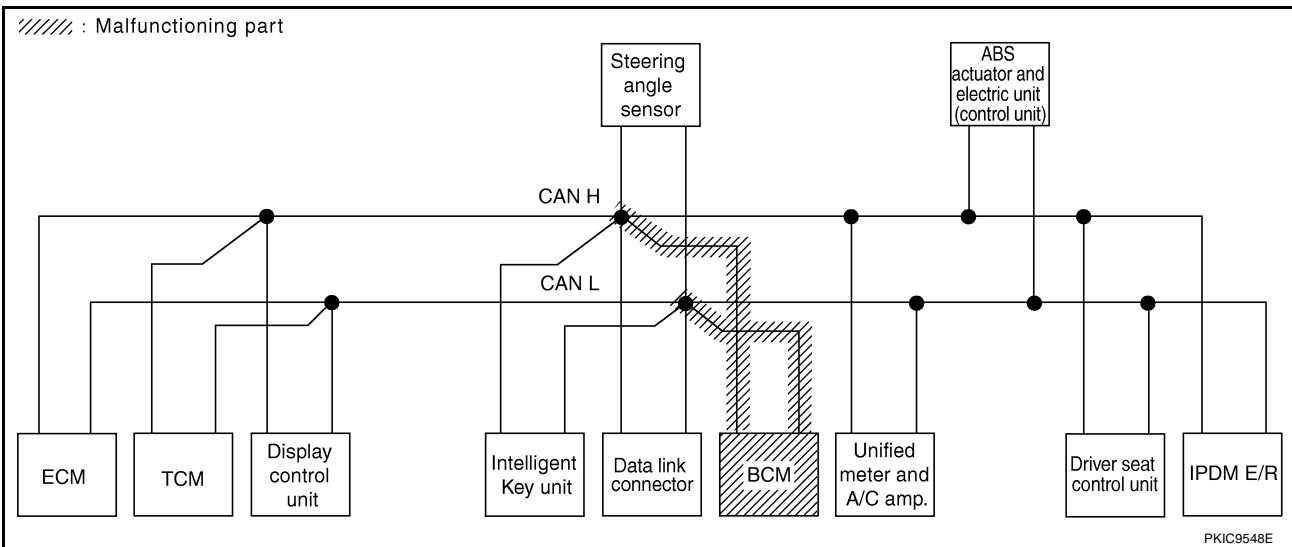 : Malfunctioning part
Steering
angle
sensor
ABS
actuator and
electric unit
(control unit)
CAN H
CAN L
ECM
TCM
Display
control
unit
Intelligent
Key unit
Data link
connector
BCM
Unified
meter and
A/C amp.
Driver seat
control unit
IPDM E/R
PKIC9548E